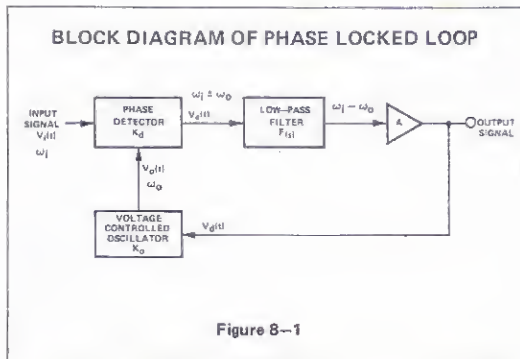 BLOCK DIAGRAM OF PHASE LOCKED LOOP
INPUT
SIGNAL
Vi(t)
ωi
PHASE
DETECTOR
Kd
ωi ± ωo
Ve(t)
LOW–PASS
FILTER
F(s)
ωi – ωo
A
OUTPUT
SIGNAL
Vo(t)
ωo
VOLTAGE
CONTROLLED
OSCILLATOR
Ko
Vd(t)
Figure 8–1